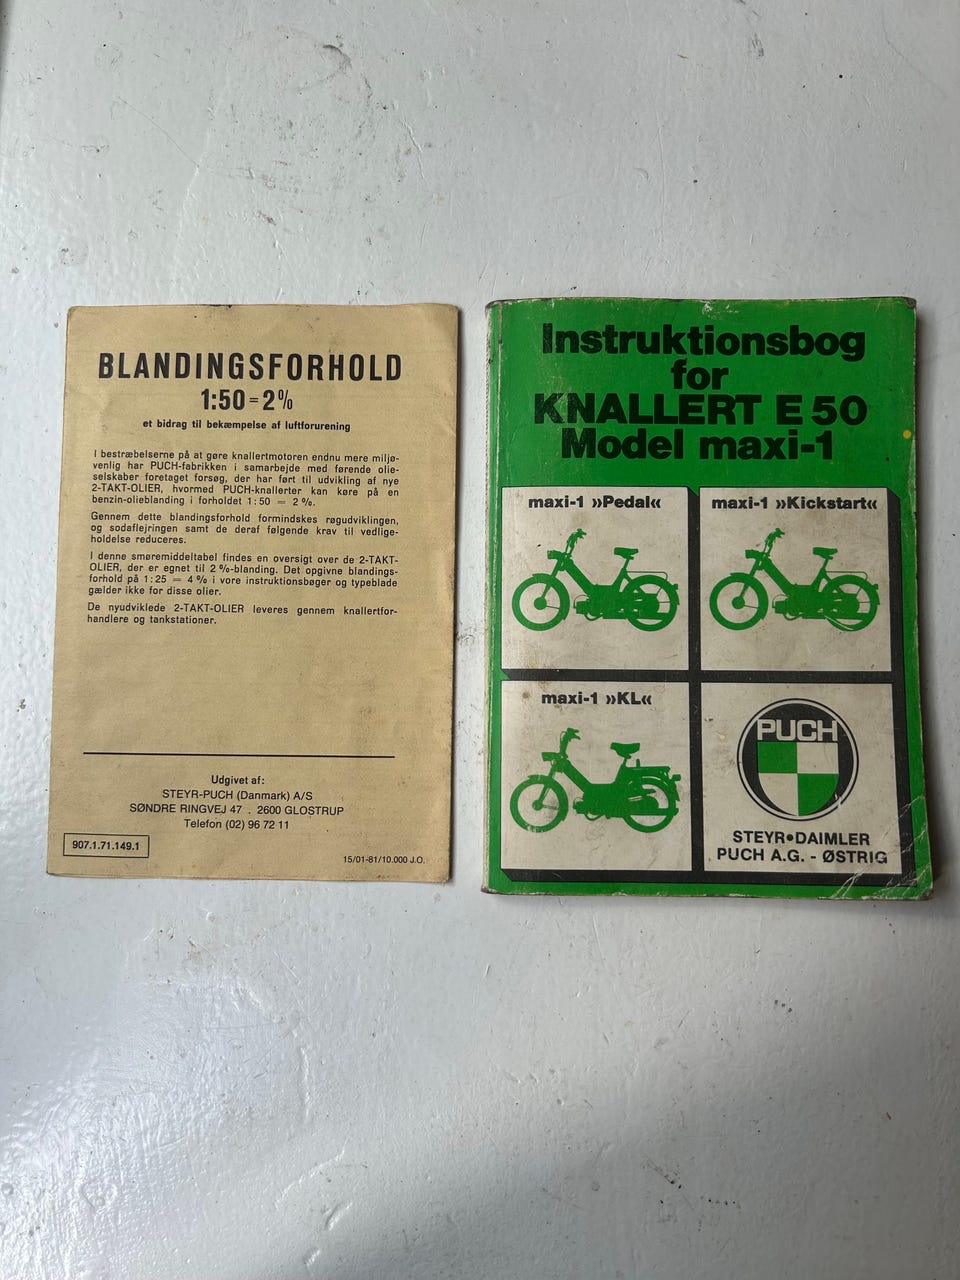 BLANDINGSFORHOLD
1:50 = 2%
et bidrag til bekæmpelse af luftforurening
I bestræbelserne på at gøre knallertmotoren endnu mere miljø-
venlig har PUCH-fabrikken i samarbejde med førende olie-
selskaber foretaget forsøg, der har ført til udvikling af nye
2-TAKT-OLIER, hvormed PUCH-knallerter kan køre på en
benzin-olieblanding i forholdet 1:50 = 2%.
Gennem dette blandingsforhold formindskes røgudviklingen,
og sodaflejringen samt de deraf følgende krav til vedlige-
holdelse reduceres.
I denne smøremiddeltabel findes en oversigt over de 2-TAKT-
OLIER, der er egnet til 2%-blanding. Det opgivne blandings-
forhold på 1:25 = 4% i vore instruktionsbøger og typeblade
gælder ikke for disse olier.
De nyudviklede 2-TAKT-OLIER leveres gennem knallertfor-
handlere og tankstationer.
Udgivet af:
STEYR-PUCH (Danmark) A/S
SØNDRE RINGVEJ 47 . 2600 GLOSTRUP
Telefon (02) 96 72 11
907.1.71.149.1
15/01-81/10.000 J.O.
Instruktionsbog
for
KNALLERT E 50
Model maxi-1
maxi-1 »Pedal«
maxi-1 »Kickstart«
maxi-1 »KL«
PUCH
STEYR•DAIMLER
PUCH A.G. - ØSTRIG